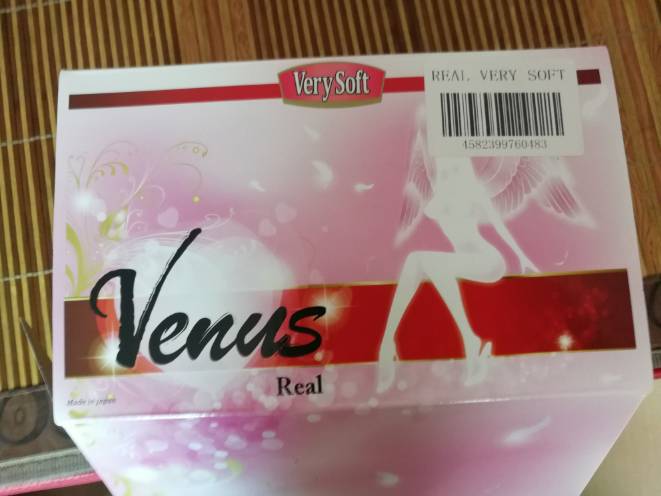 Very Soft
REAL VERY SOFT
4582399760483
Venus
Real
Made in japan